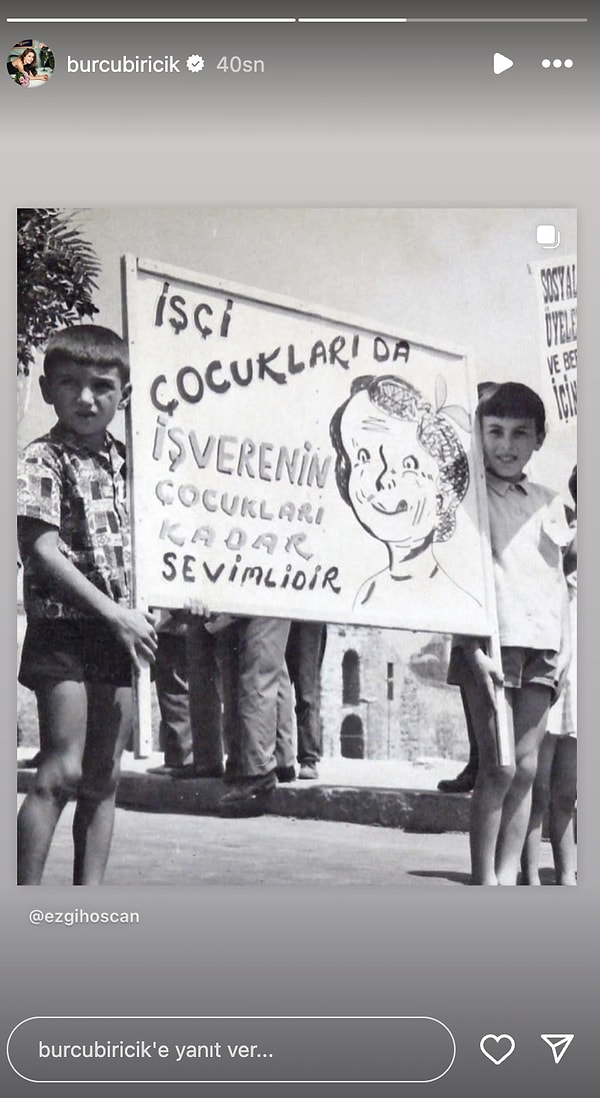 burcubiricik 40sn
İŞÇİ
ÇOCUKLARI DA
İŞVERENİN
ÇOCUKLARI
KADAR
SEVİMLİDİR
SOSYAL
ÜYELE
VE BE
İÇİN
@ezgihoscan
burcubiricik'e yanıt ver...